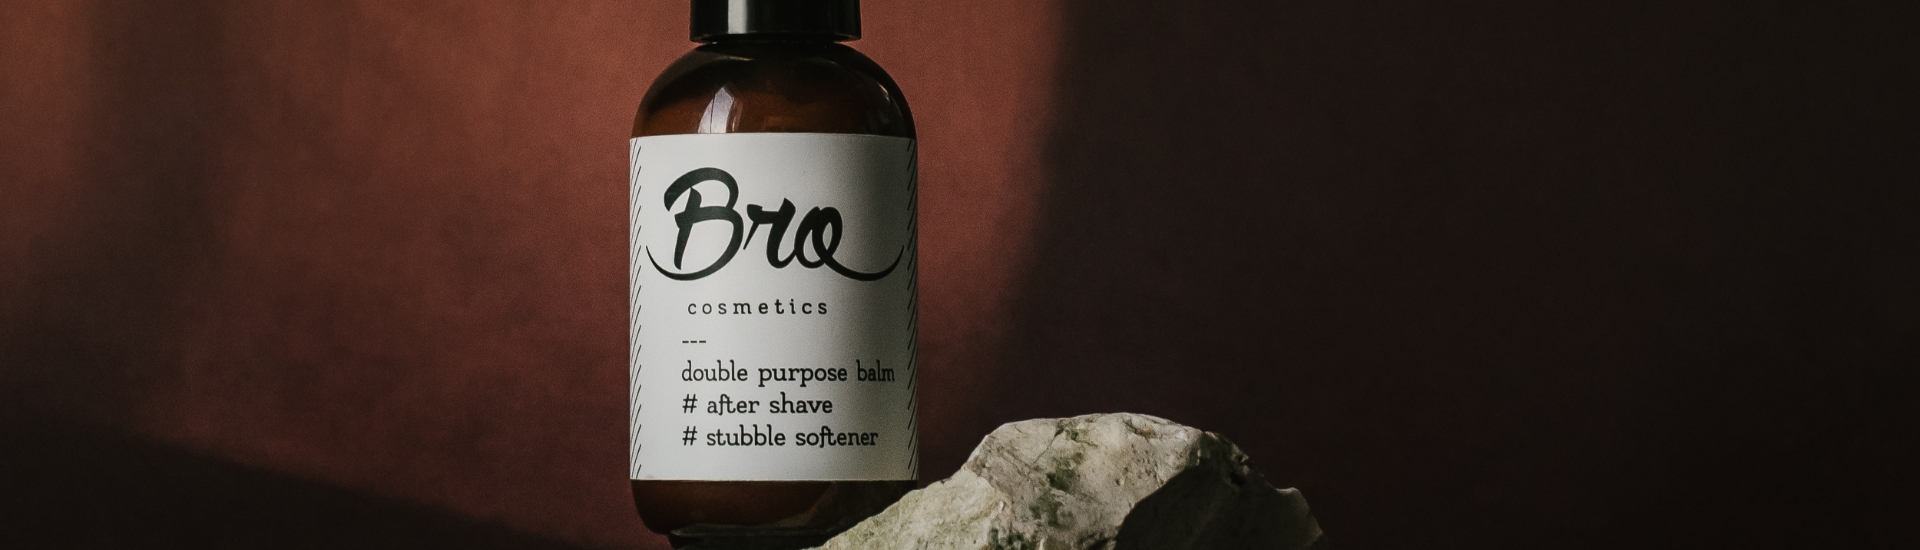 Bro
cosmetics
---
double purpose balm
# after shave
# stubble softener